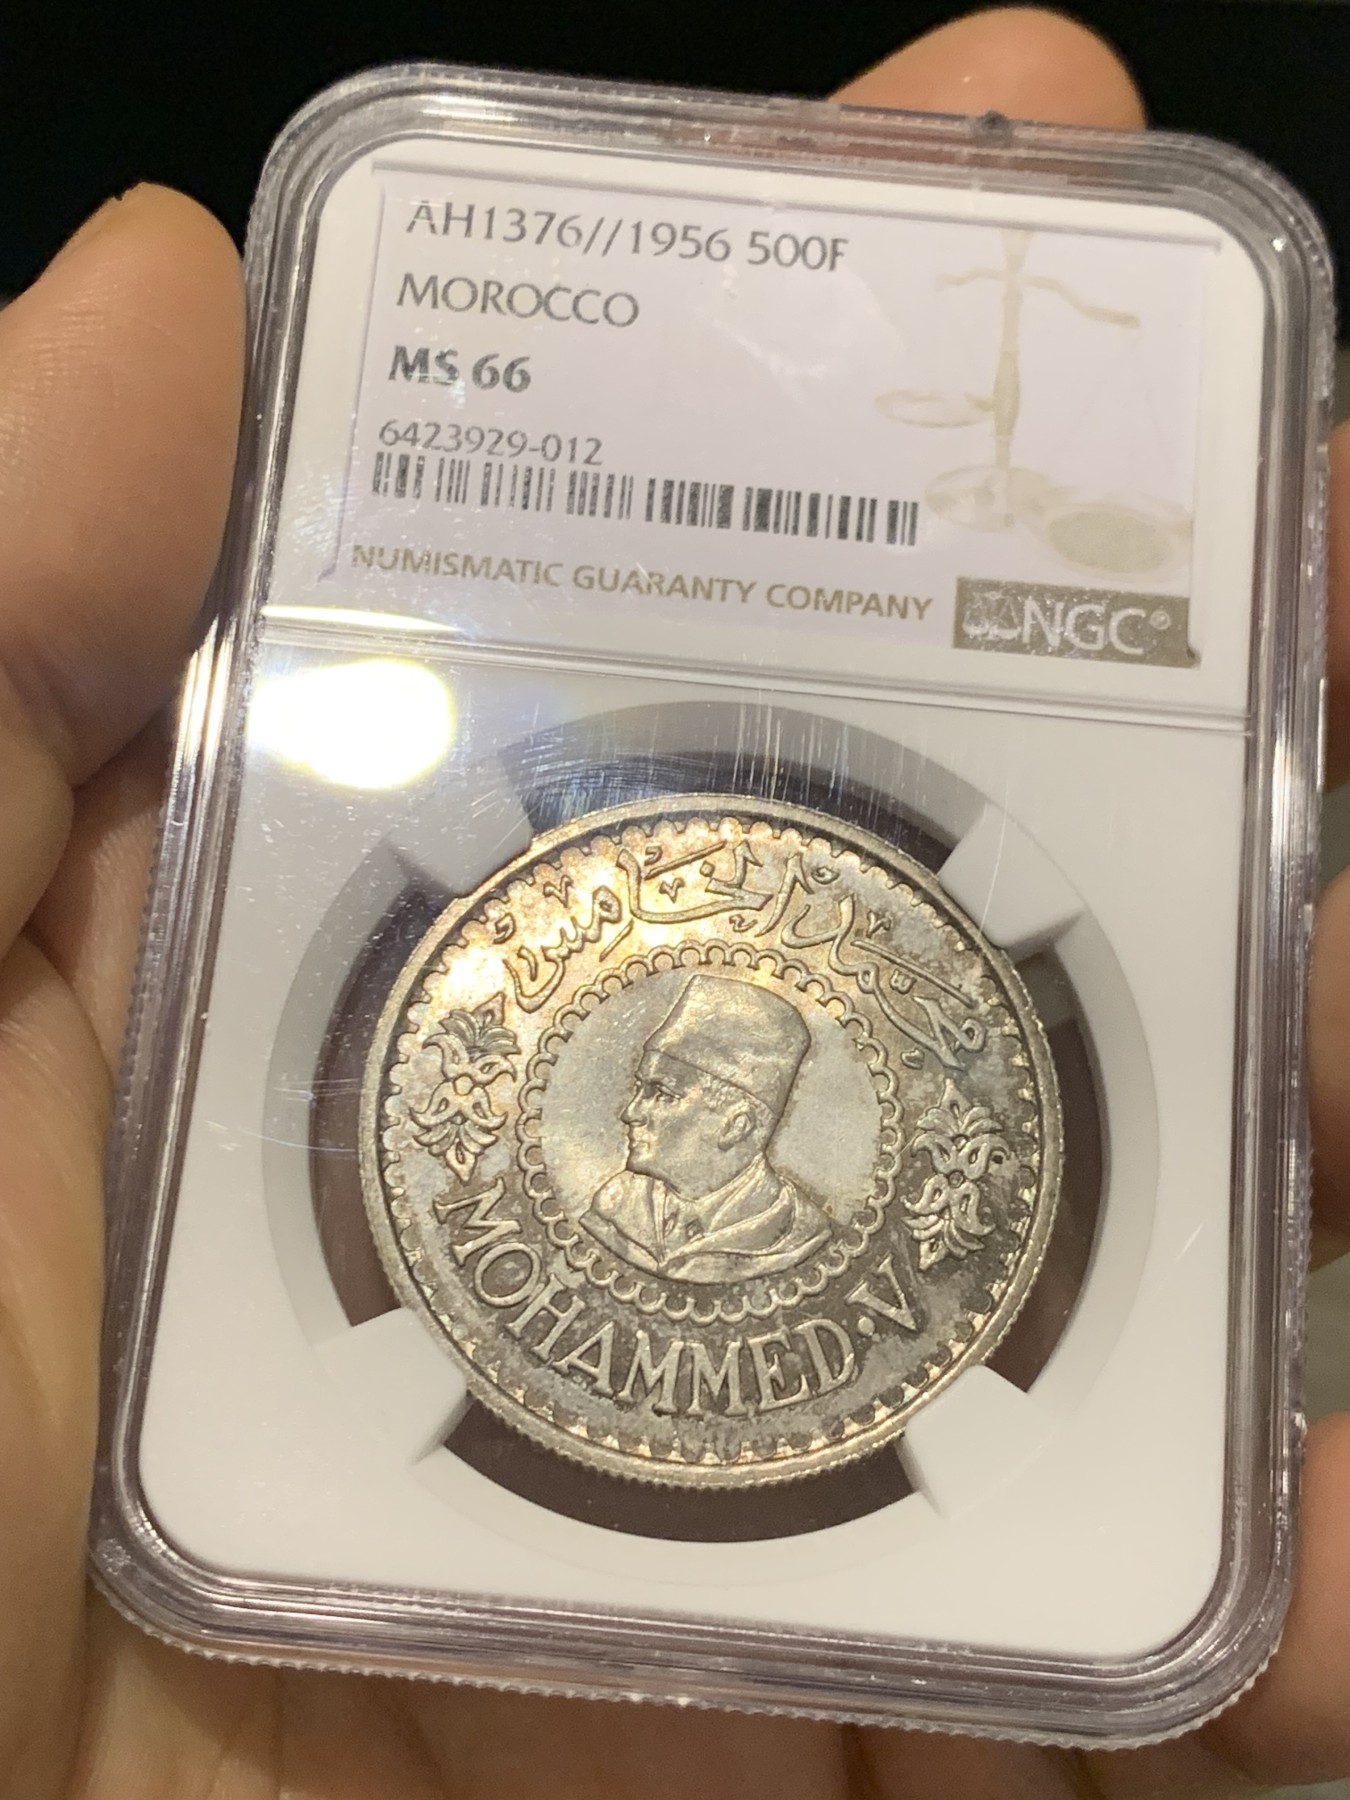 AH1376//1956 500F
MOROCCO
MS 66
6423929-012
NUMISMATIC GUARANTY COMPANY
NGC®
محمد الخامس
MOHAMMED·V